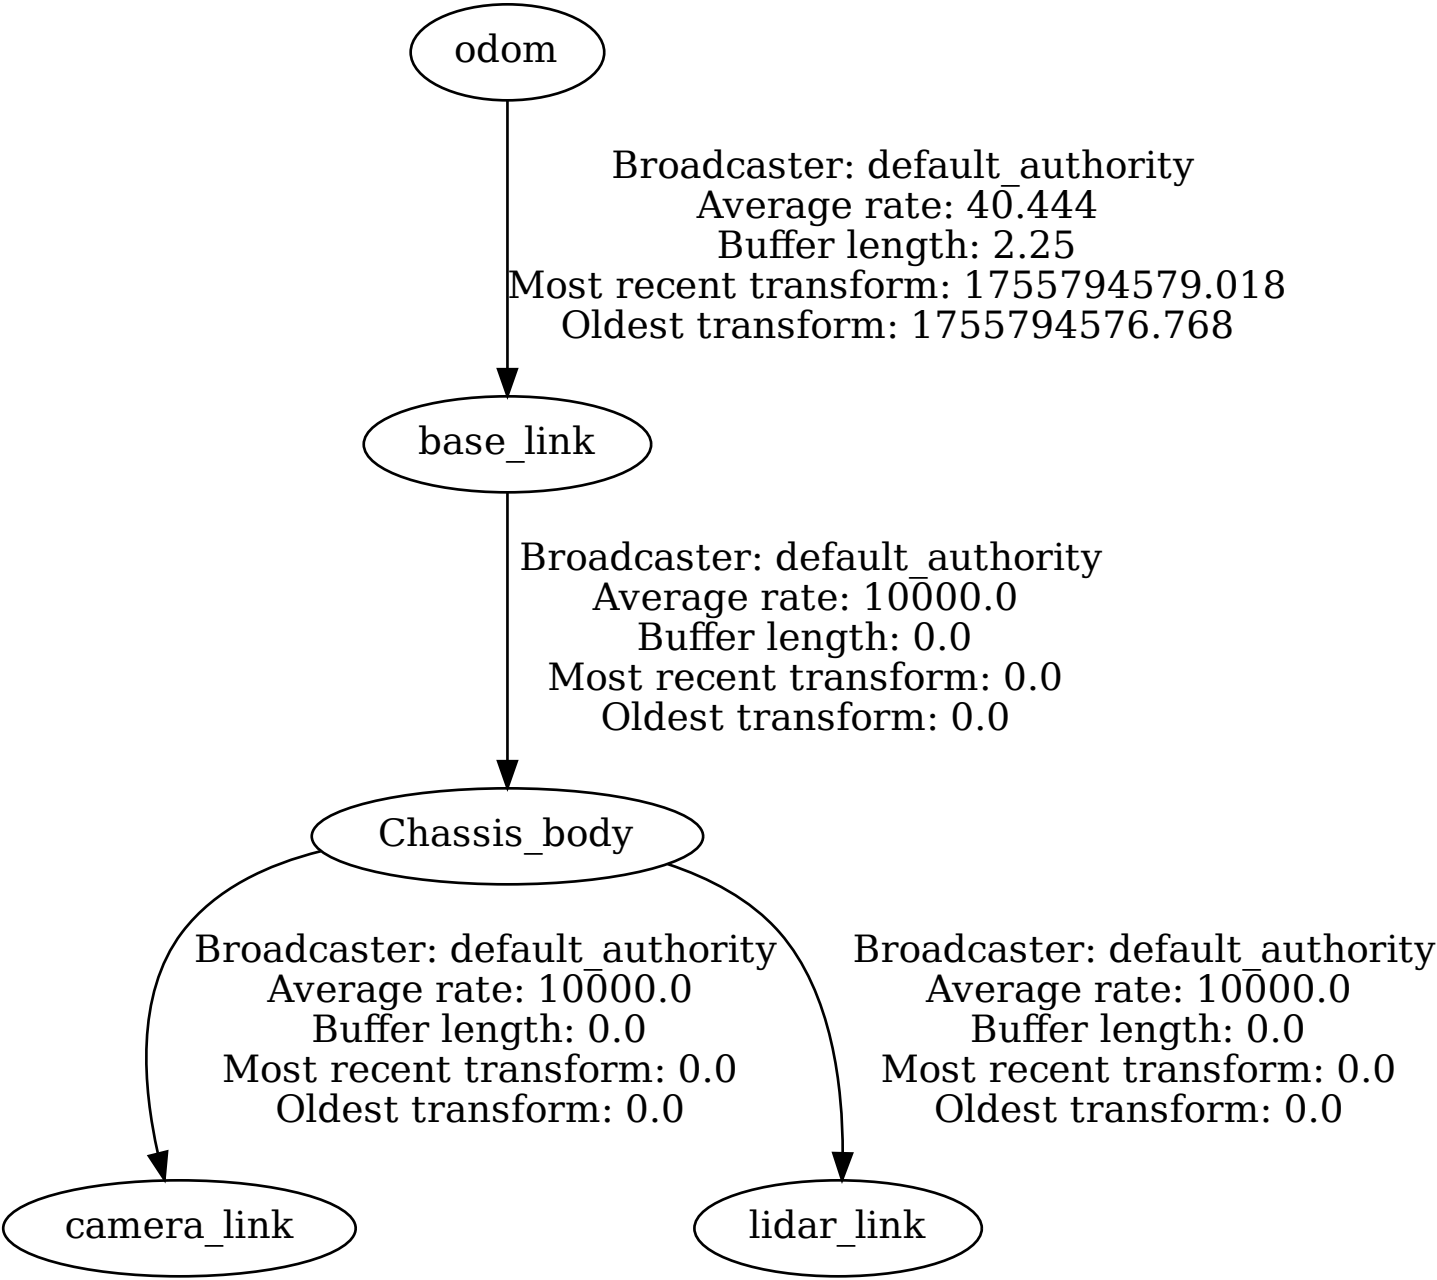 odom
Broadcaster: default_authority
Average rate: 40.444
Buffer length: 2.25
Most recent transform: 1755794579.018
Oldest transform: 1755794576.768
base_link
Broadcaster: default_authority
Average rate: 10000.0
Buffer length: 0.0
Most recent transform: 0.0
Oldest transform: 0.0
Chassis_body
Broadcaster: default_authority
Average rate: 10000.0
Buffer length: 0.0
Most recent transform: 0.0
Oldest transform: 0.0
Broadcaster: default_authority
Average rate: 10000.0
Buffer length: 0.0
Most recent transform: 0.0
Oldest transform: 0.0
camera_link
lidar_link